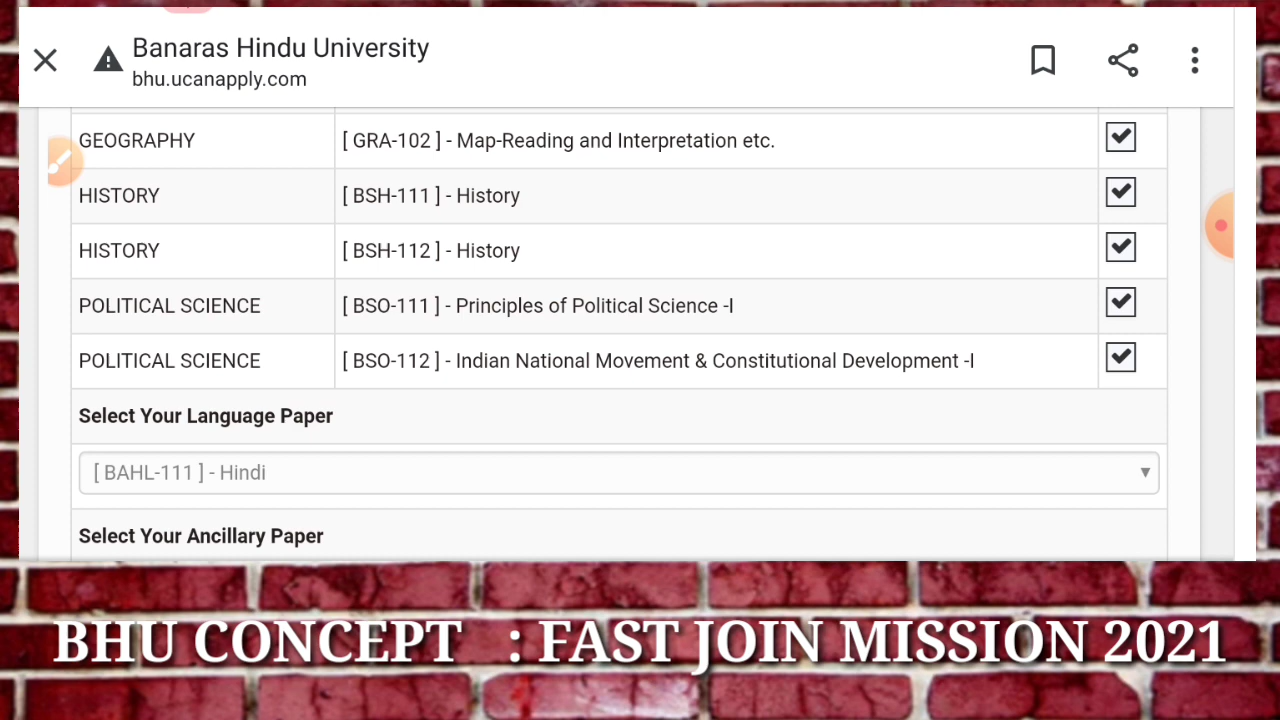 Banaras Hindu University
bhu.ucanapply.com
GEOGRAPHY [ GRA-102 ] - Map-Reading and Interpretation etc.
HISTORY [ BSH-111 ] - History
HISTORY [ BSH-112 ] - History
POLITICAL SCIENCE [ BSO-111 ] - Principles of Political Science -I
POLITICAL SCIENCE [ BSO-112 ] - Indian National Movement & Constitutional Development -I
Select Your Language Paper
[ BAHL-111 ] - Hindi
Select Your Ancillary Paper
BHU CONCEPT : FAST JOIN MISSION 2021